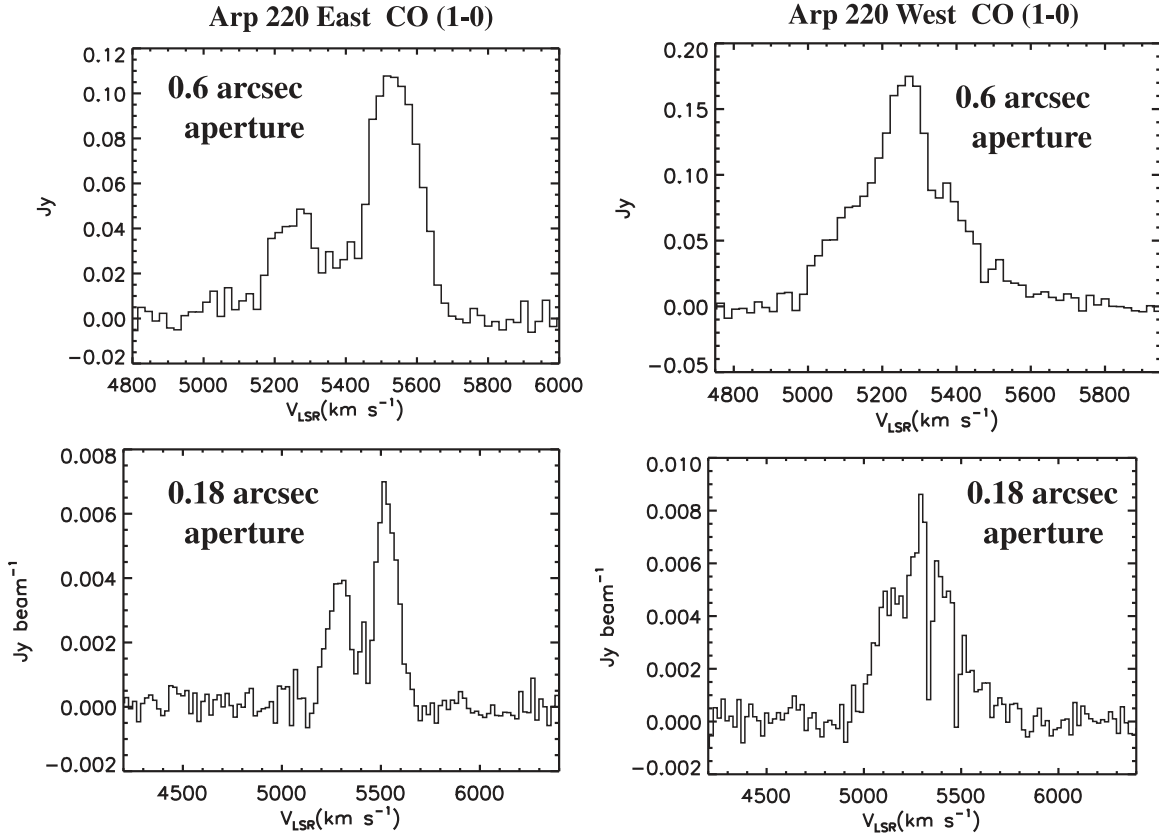 Arp 220 East CO (1-0)
0.12
0.10
0.08
0.06
0.04
0.02
0.00
−0.02
Jy
0.6 arcsec
aperture
4800 5000 5200 5400 5600 5800 6000
V_LSR(km s⁻¹)
Arp 220 West CO (1-0)
0.20
0.15
0.10
0.05
0.00
−0.05
Jy
0.6 arcsec
aperture
4800 5000 5200 5400 5600 5800
V_LSR(km s⁻¹)
0.008
0.006
0.004
0.002
0.000
−0.002
Jy beam⁻¹
0.18 arcsec
aperture
4500 5000 5500 6000
V_LSR(km s⁻¹)
0.010
0.008
0.006
0.004
0.002
0.000
−0.002
Jy beam⁻¹
0.18 arcsec
aperture
4500 5000 5500 6000
V_LSR(km s⁻¹)